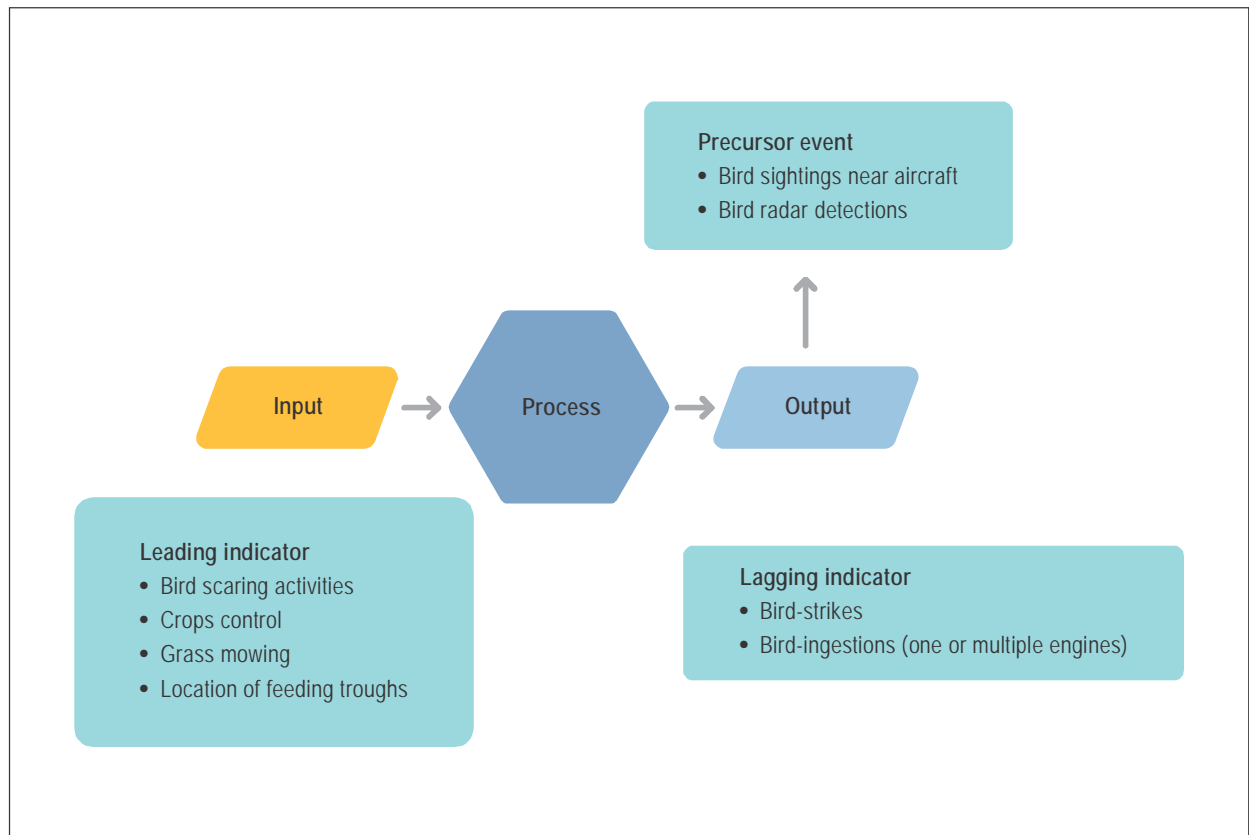 Precursor event
• Bird sightings near aircraft
• Bird radar detections
Input
Process
Output
Leading indicator
• Bird scaring activities
• Crops control
• Grass mowing
• Location of feeding troughs
Lagging indicator
• Bird-strikes
• Bird-ingestions (one or multiple engines)